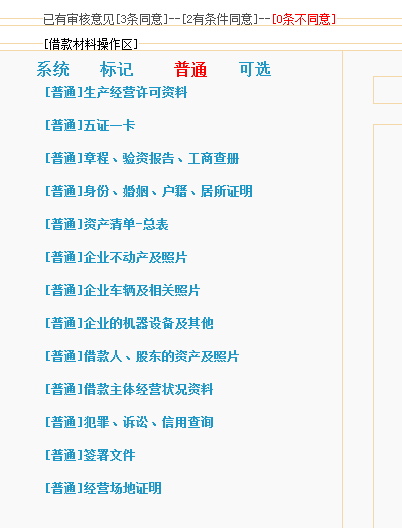 已有审核意见[3条同意]--[2有条件同意]--[0条不同意]
[借款材料操作区]
系统 标记 普通 可选
[普通]生产经营许可资料
[普通]五证一卡
[普通]章程、验资报告、工商查册
[普通]身份、婚姻、户籍、居所证明
[普通]资产清单-总表
[普通]企业不动产及照片
[普通]企业车辆及相关照片
[普通]企业的机器设备及其他
[普通]借款人、股东的资产及照片
[普通]借款主体经营状况资料
[普通]犯罪、诉讼、信用查询
[普通]签署文件
[普通]经营场地证明